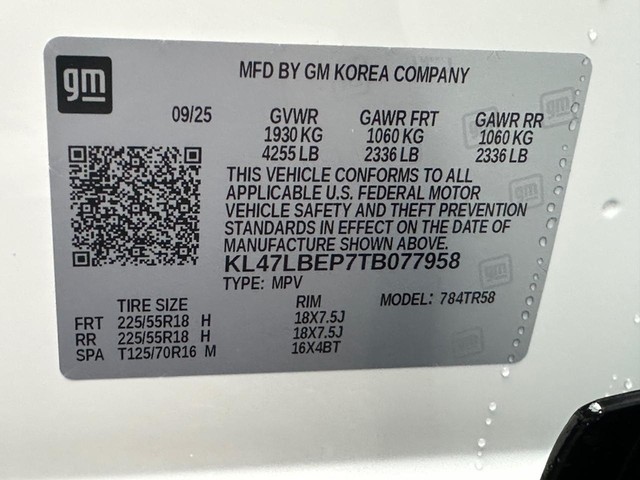 gm
MFD BY GM KOREA COMPANY
09/25 GVWR GAWR FRT GAWR RR
1930 KG 1060 KG 1060 KG
4255 LB 2336 LB 2336 LB
THIS VEHICLE CONFORMS TO ALL
APPLICABLE U.S. FEDERAL MOTOR
VEHICLE SAFETY AND THEFT PREVENTION
STANDARDS IN EFFECT ON THE DATE OF
MANUFACTURE SHOWN ABOVE.
KL47LBEP7TB077958
TYPE: MPV MODEL: 784TR58
TIRE SIZE RIM
FRT 225/55R18 H 18X7.5J
RR 225/55R18 H 18X7.5J
SPA T125/70R16 M 16X4BT